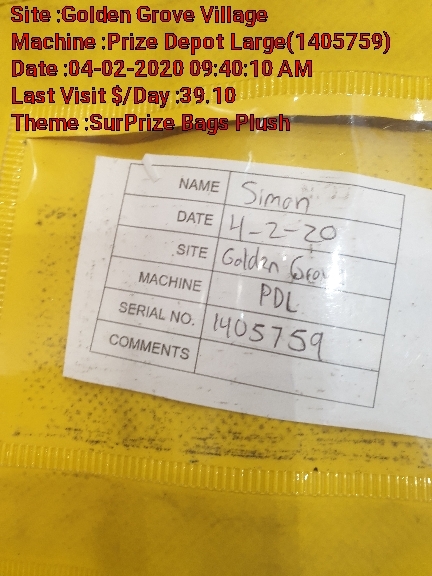 Site :Golden Grove Village
Machine :Prize Depot Large(1405759)
Date :04-02-2020 09:40:10 AM
Last Visit $/Day :39.10
Theme :SurPrize Bags Plush
NAME Simon
DATE 4-2-20
SITE Golden Grove
MACHINE PDL
SERIAL NO. 1405759
COMMENTS